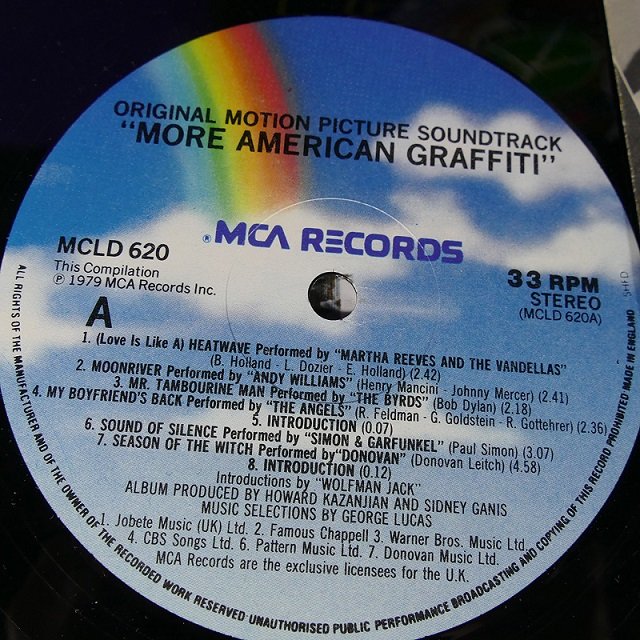 ORIGINAL MOTION PICTURE SOUNDTRACK
"MORE AMERICAN GRAFFITI"
® MCA RECORDS
MCLD 620
This Compilation
℗ 1979 MCA Records Inc.
33 RPM
STEREO
(MCLD 620A)
SHED
A
1. (Love Is Like A) HEATWAVE Performed by "MARTHA REEVES AND THE VANDELLAS"
(B. Holland - L. Dozier - E. Holland) (2.42)
2. MOONRIVER Performed by "ANDY WILLIAMS" (Henry Mancini - Johnny Mercer) (2.41)
3. MR. TAMBOURINE MAN Performed by "THE BYRDS" (Bob Dylan) (2.18)
4. MY BOYFRIEND'S BACK Performed by "THE ANGELS" (R. Feldman - G. Goldstein - R. Gottehrer) (2.36)
5. INTRODUCTION (0.07)
6. SOUND OF SILENCE Performed by "SIMON & GARFUNKEL" (Paul Simon) (3.07)
7. SEASON OF THE WITCH Performed by "DONOVAN" (Donovan Leitch) (4.58)
8. INTRODUCTION (0.12)
Introductions by "WOLFMAN JACK"
ALBUM PRODUCED BY HOWARD KAZANJIAN AND SIDNEY GANIS
MUSIC SELECTIONS BY GEORGE LUCAS
1. Jobete Music (UK) Ltd. 2. Famous Chappell 3. Warner Bros. Music Ltd.
4. CBS Songs Ltd. 6. Pattern Music Ltd. 7. Donovan Music Ltd.
MCA Records are the exclusive licensees for the U.K.
ALL RIGHTS OF THE MANUFACTURER AND OF THE OWNER OF THE RECORDED WORK RESERVED UNAUTHORISED PUBLIC PERFORMANCE BROADCASTING AND COPYING OF THIS RECORD PROHIBITED MADE IN ENGLAND